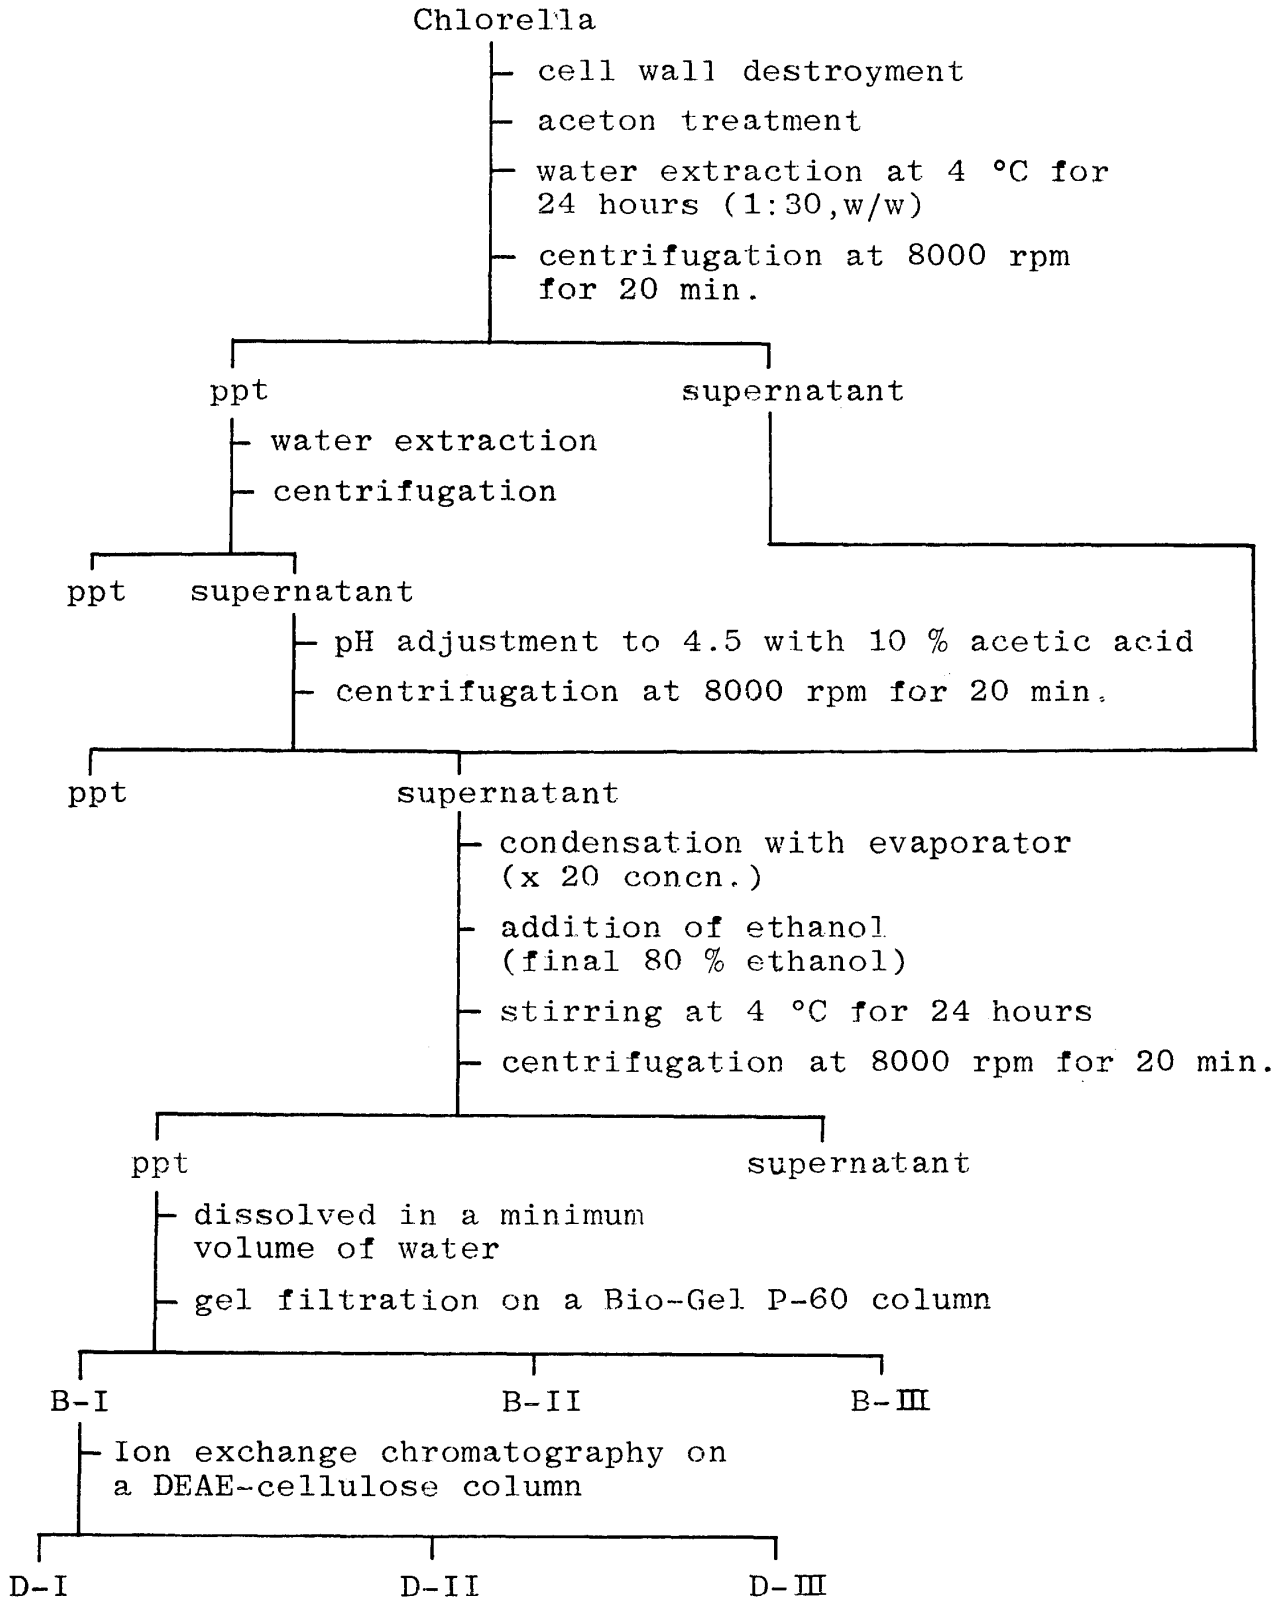 Chlorella
cell wall destroyment
aceton treatment
water extraction at 4 °C for
24 hours (1:30,w/w)
centrifugation at 8000 rpm
for 20 min.
ppt
supernatant
water extraction
centrifugation
ppt
supernatant
pH adjustment to 4.5 with 10 % acetic acid
centrifugation at 8000 rpm for 20 min.
ppt
supernatant
condensation with evaporator
(x 20 concn.)
addition of ethanol
(final 80 % ethanol)
stirring at 4 °C for 24 hours
centrifugation at 8000 rpm for 20 min.
ppt
supernatant
dissolved in a minimum
volume of water
gel filtration on a Bio-Gel P-60 column
B-I
B-II
B-III
Ion exchange chromatography on
a DEAE-cellulose column
D-I
D-II
D-III